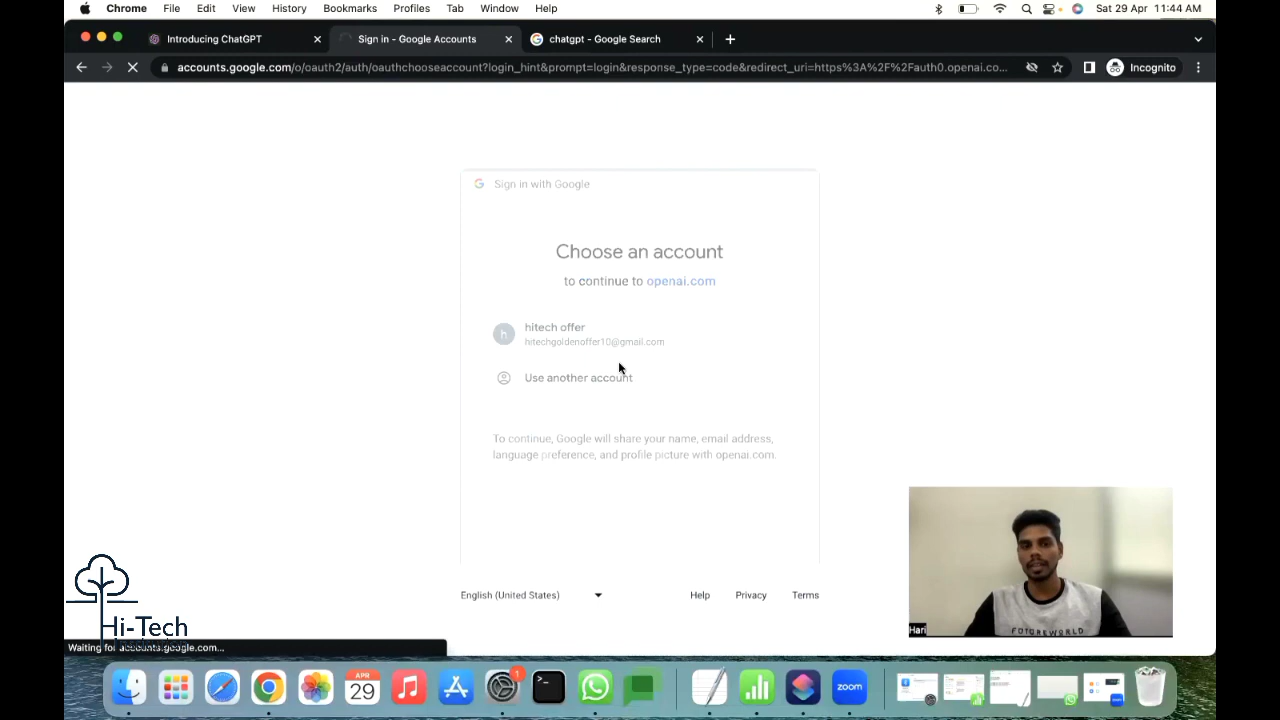 Chrome File Edit View History Bookmarks Profiles Tab Window Help
Sat 29 Apr 11:44 AM
Introducing ChatGPT
Sign in - Google Accounts
chatgpt - Google Search
accounts.google.com/o/oauth2/auth/oauthchooseaccount?login_hint&prompt=login&response_type=code&redirect_uri=https%3A%2F%2Fauth0.openai.co...
Incognito
G Sign in with Google
Choose an account
to continue to openai.com
h
hitech offer
hitechgoldenoffer10@gmail.com
Use another account
To continue, Google will share your name, email address,
language preference, and profile picture with openai.com.
English (United States)
Help Privacy Terms
FUTUREWORLD
Hari
Hi-Tech
Waiting for accounts.google.com...
APR
29
1
zoom